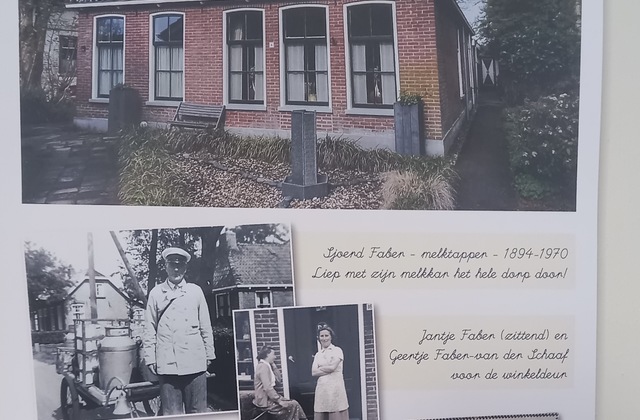 Sjoerd Faber - melktapper - 1894-1970
Liep met zijn melkkar het hele dorp door!
Jantje Faber (zittend) en
Geertje Faber-van der Schaaf
voor de winkeldeur